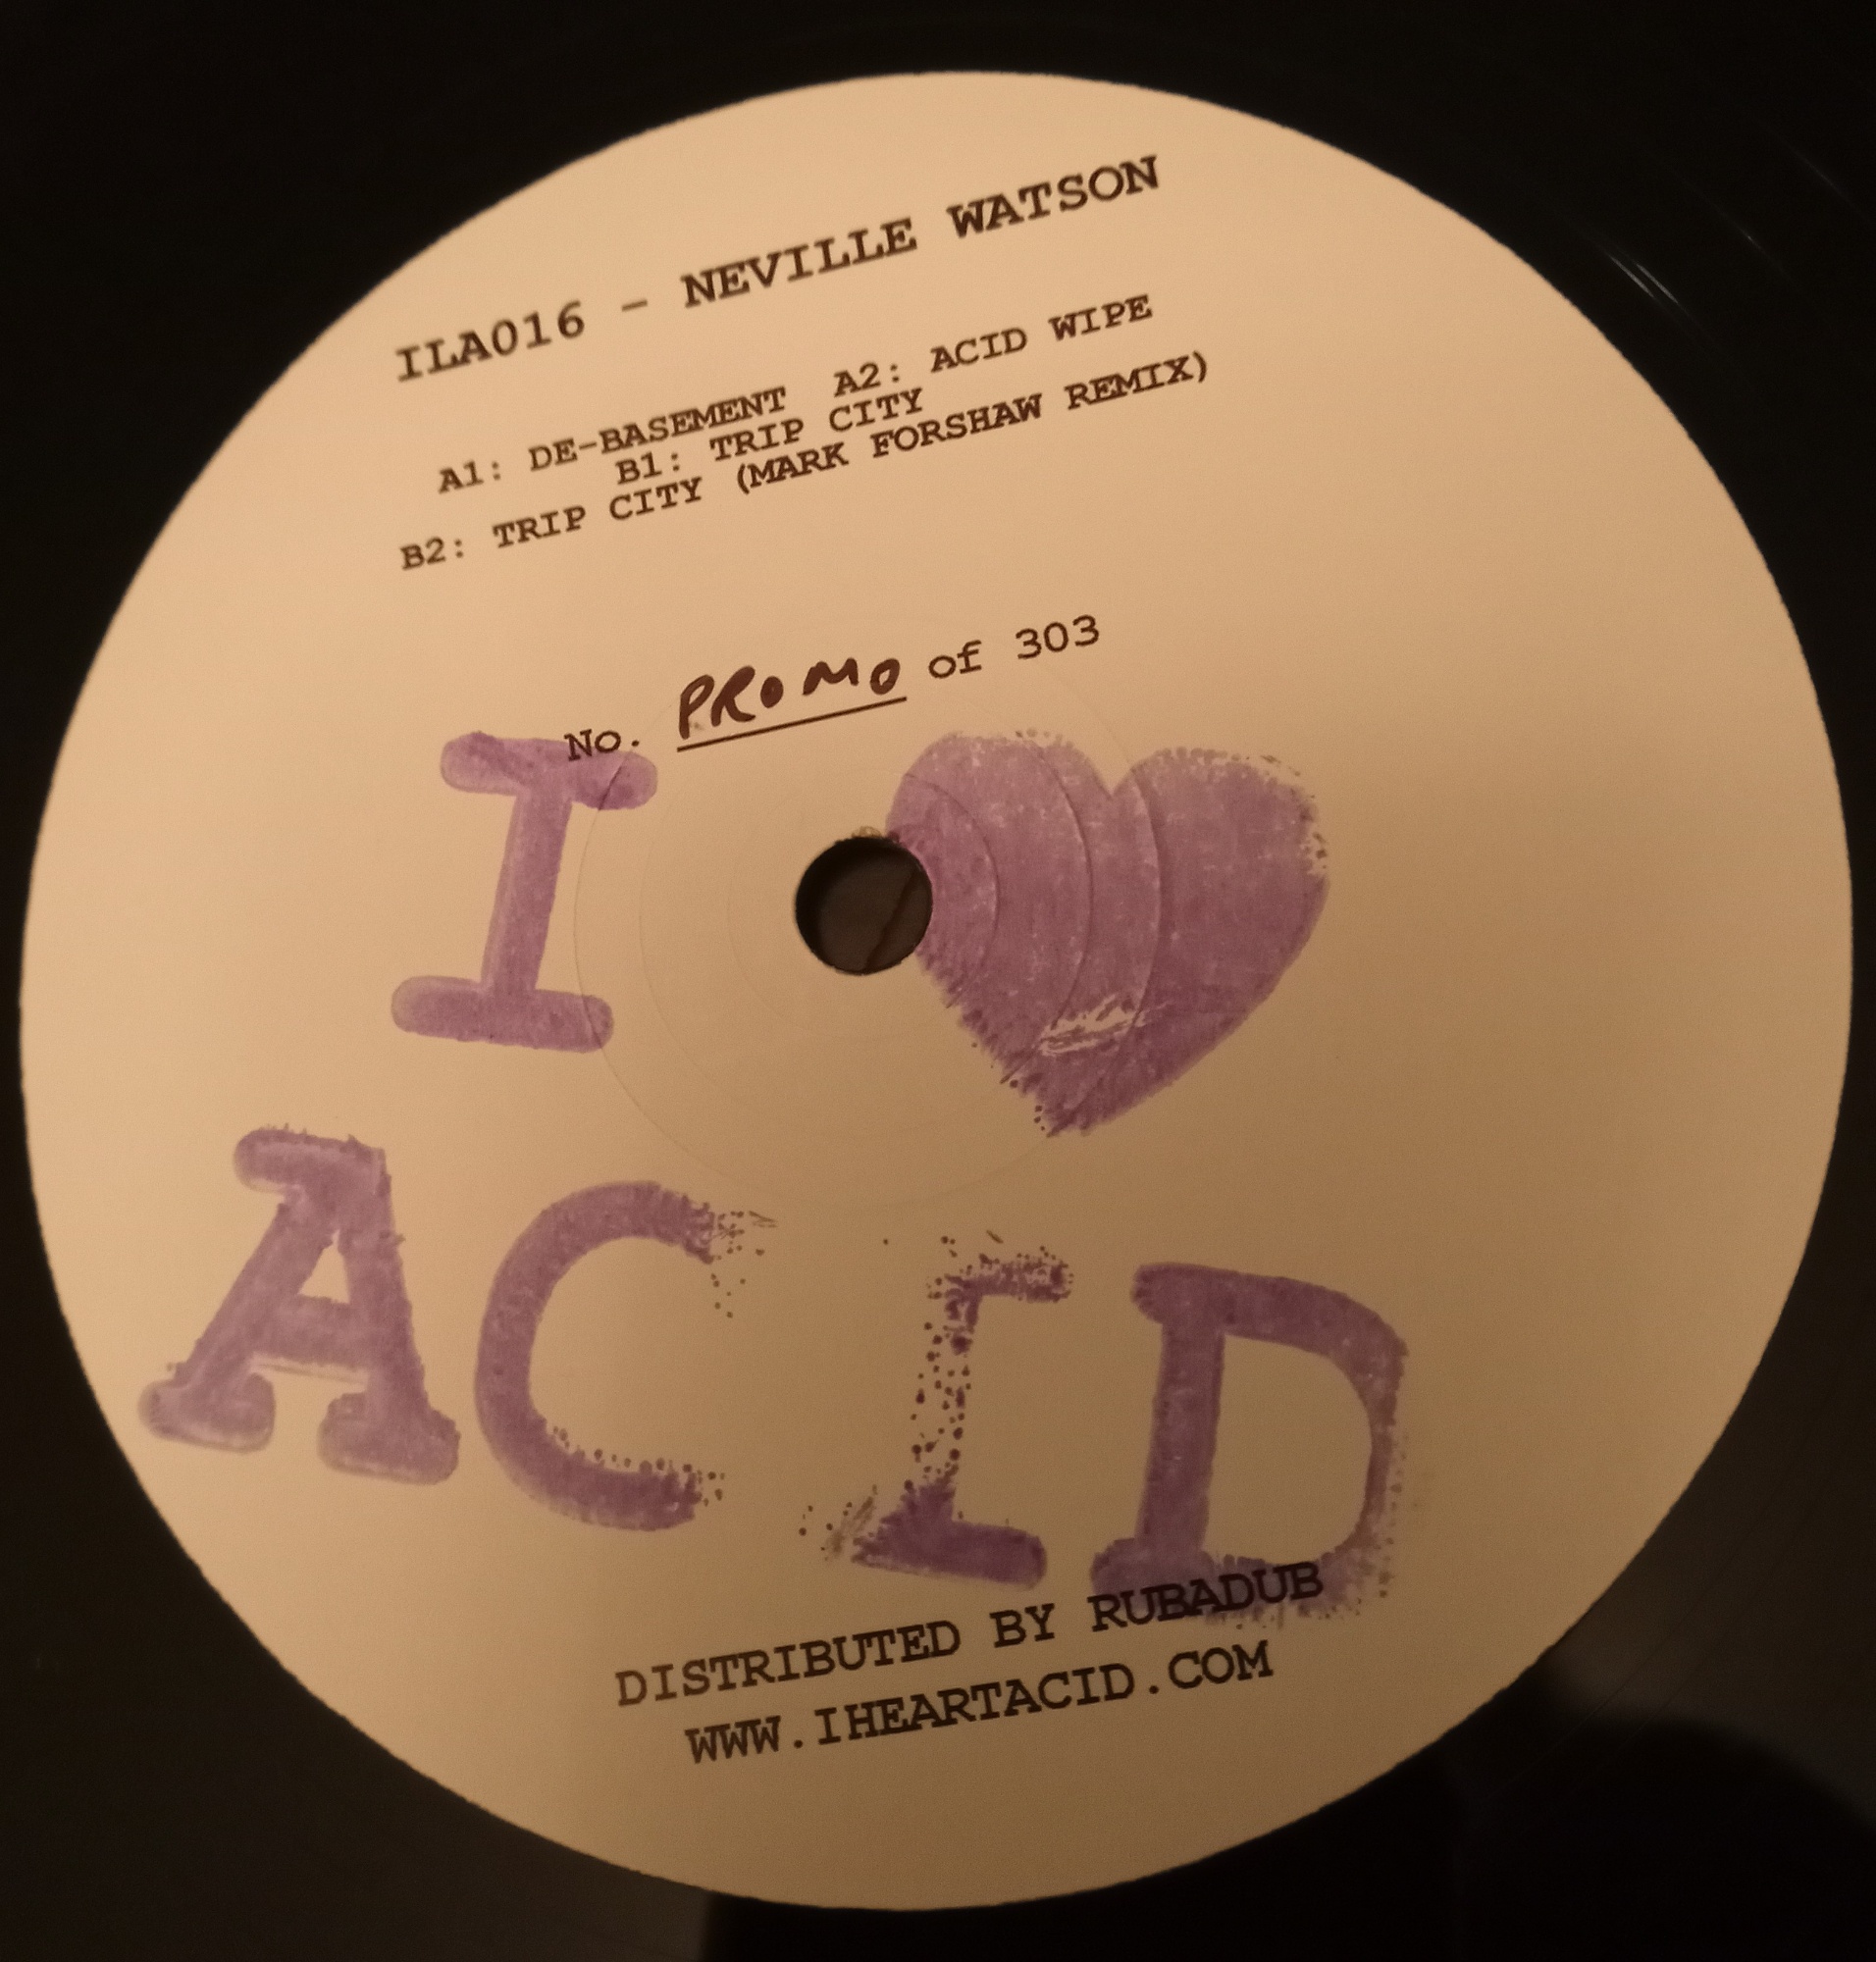 ILA016 - NEVILLE WATSON
A1: DE-BASEMENT A2: ACID WIPE
B1: TRIP CITY
B2: TRIP CITY (MARK FORSHAW REMIX)
No. PROMO of 303
I
ACID
DISTRIBUTED BY RUBADUB
WWW.IHEARTACID.COM